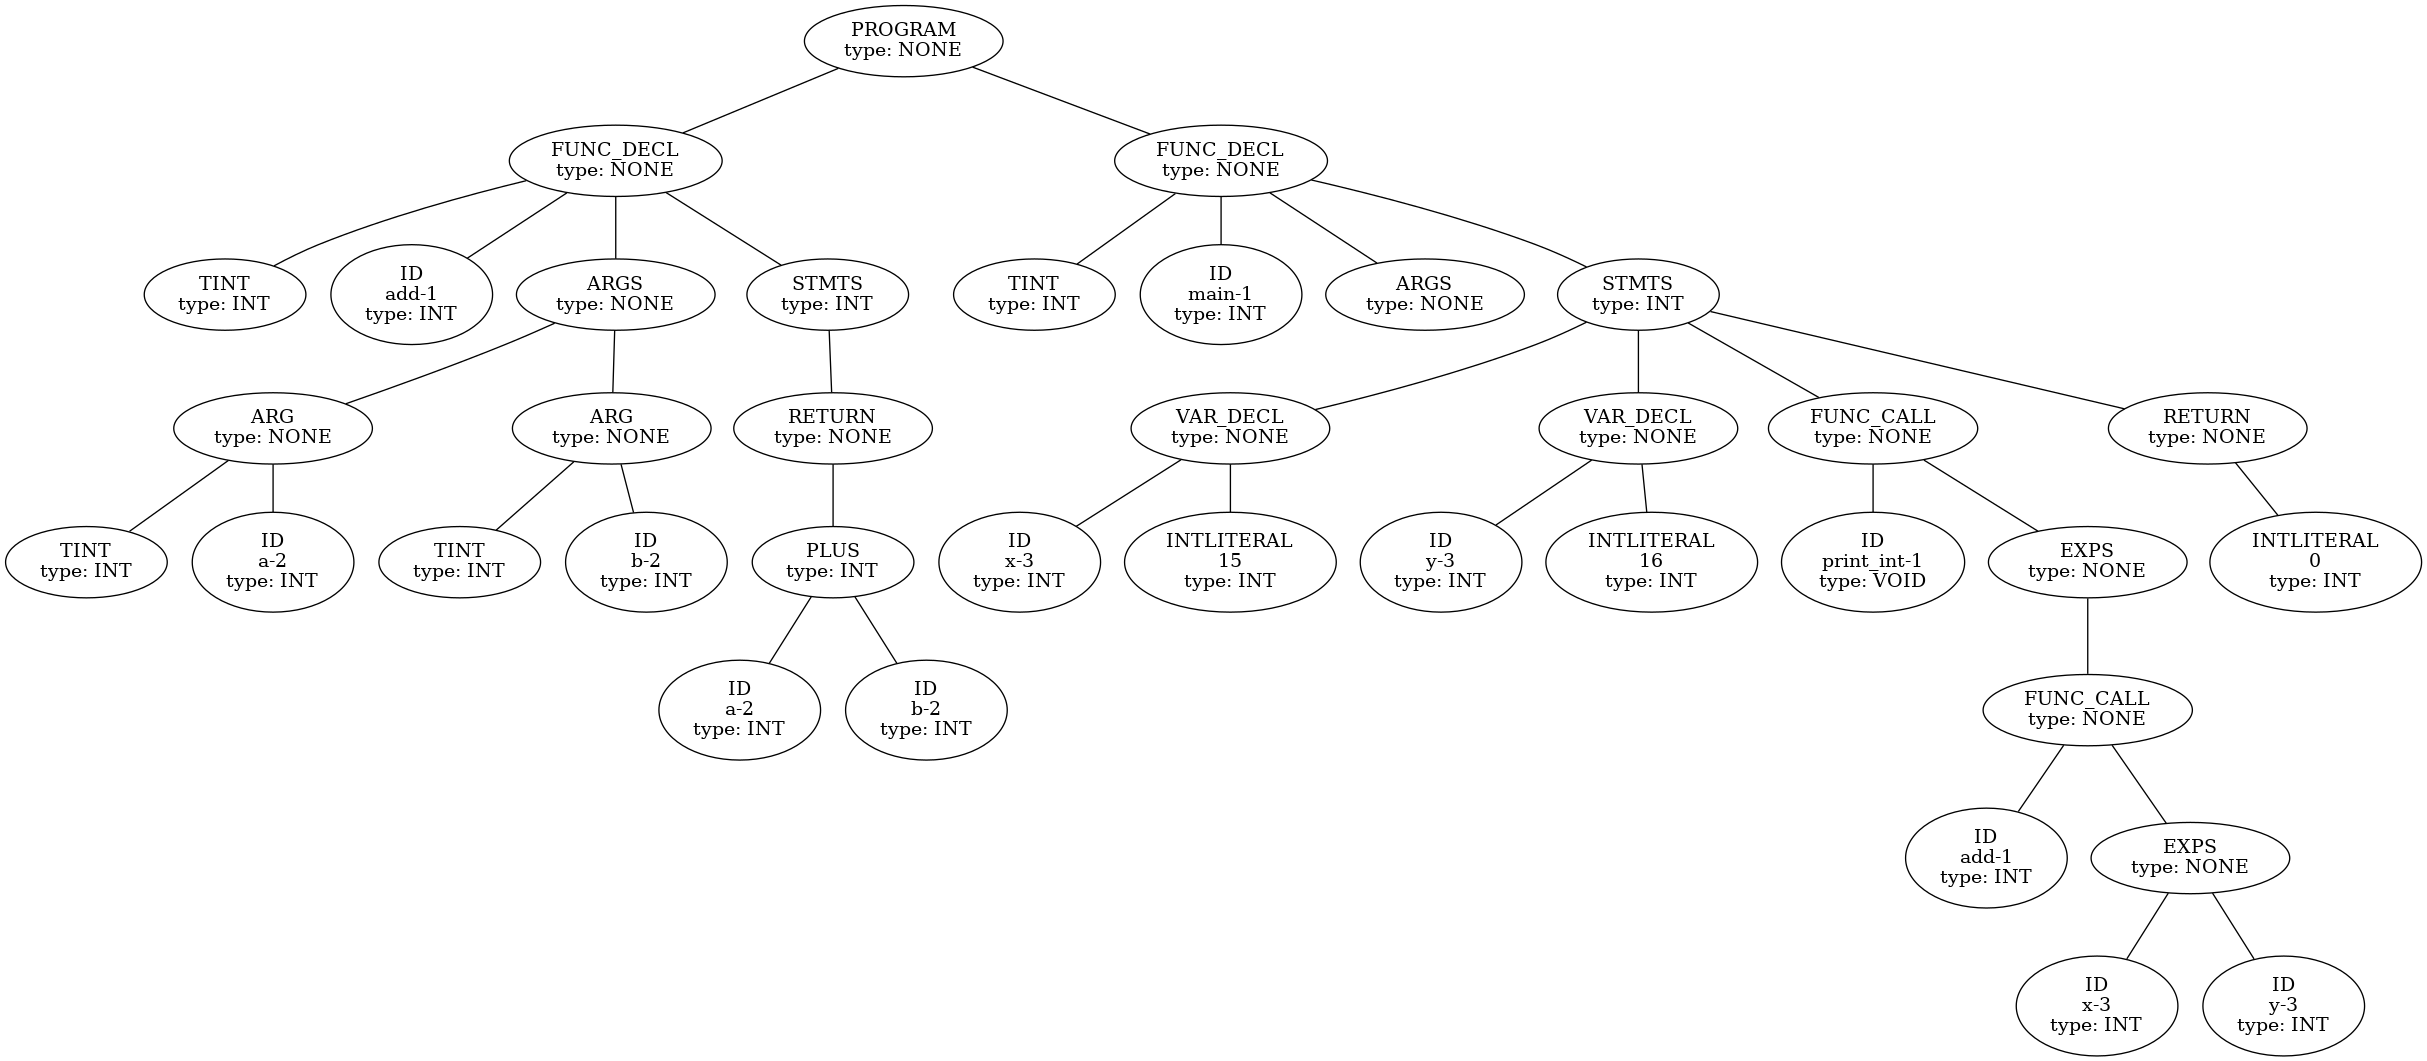 PROGRAM
type: NONE
FUNC_DECL
type: NONE
FUNC_DECL
type: NONE
TINT
type: INT
ID
add-1
type: INT
ARGS
type: NONE
STMTS
type: INT
TINT
type: INT
ID
main-1
type: INT
ARGS
type: NONE
STMTS
type: INT
ARG
type: NONE
ARG
type: NONE
RETURN
type: NONE
VAR_DECL
type: NONE
VAR_DECL
type: NONE
FUNC_CALL
type: NONE
RETURN
type: NONE
TINT
type: INT
ID
a-2
type: INT
TINT
type: INT
ID
b-2
type: INT
PLUS
type: INT
ID
x-3
type: INT
INTLITERAL
15
type: INT
ID
y-3
type: INT
INTLITERAL
16
type: INT
ID
print_int-1
type: VOID
EXPS
type: NONE
INTLITERAL
0
type: INT
ID
a-2
type: INT
ID
b-2
type: INT
FUNC_CALL
type: NONE
ID
add-1
type: INT
EXPS
type: NONE
ID
x-3
type: INT
ID
y-3
type: INT